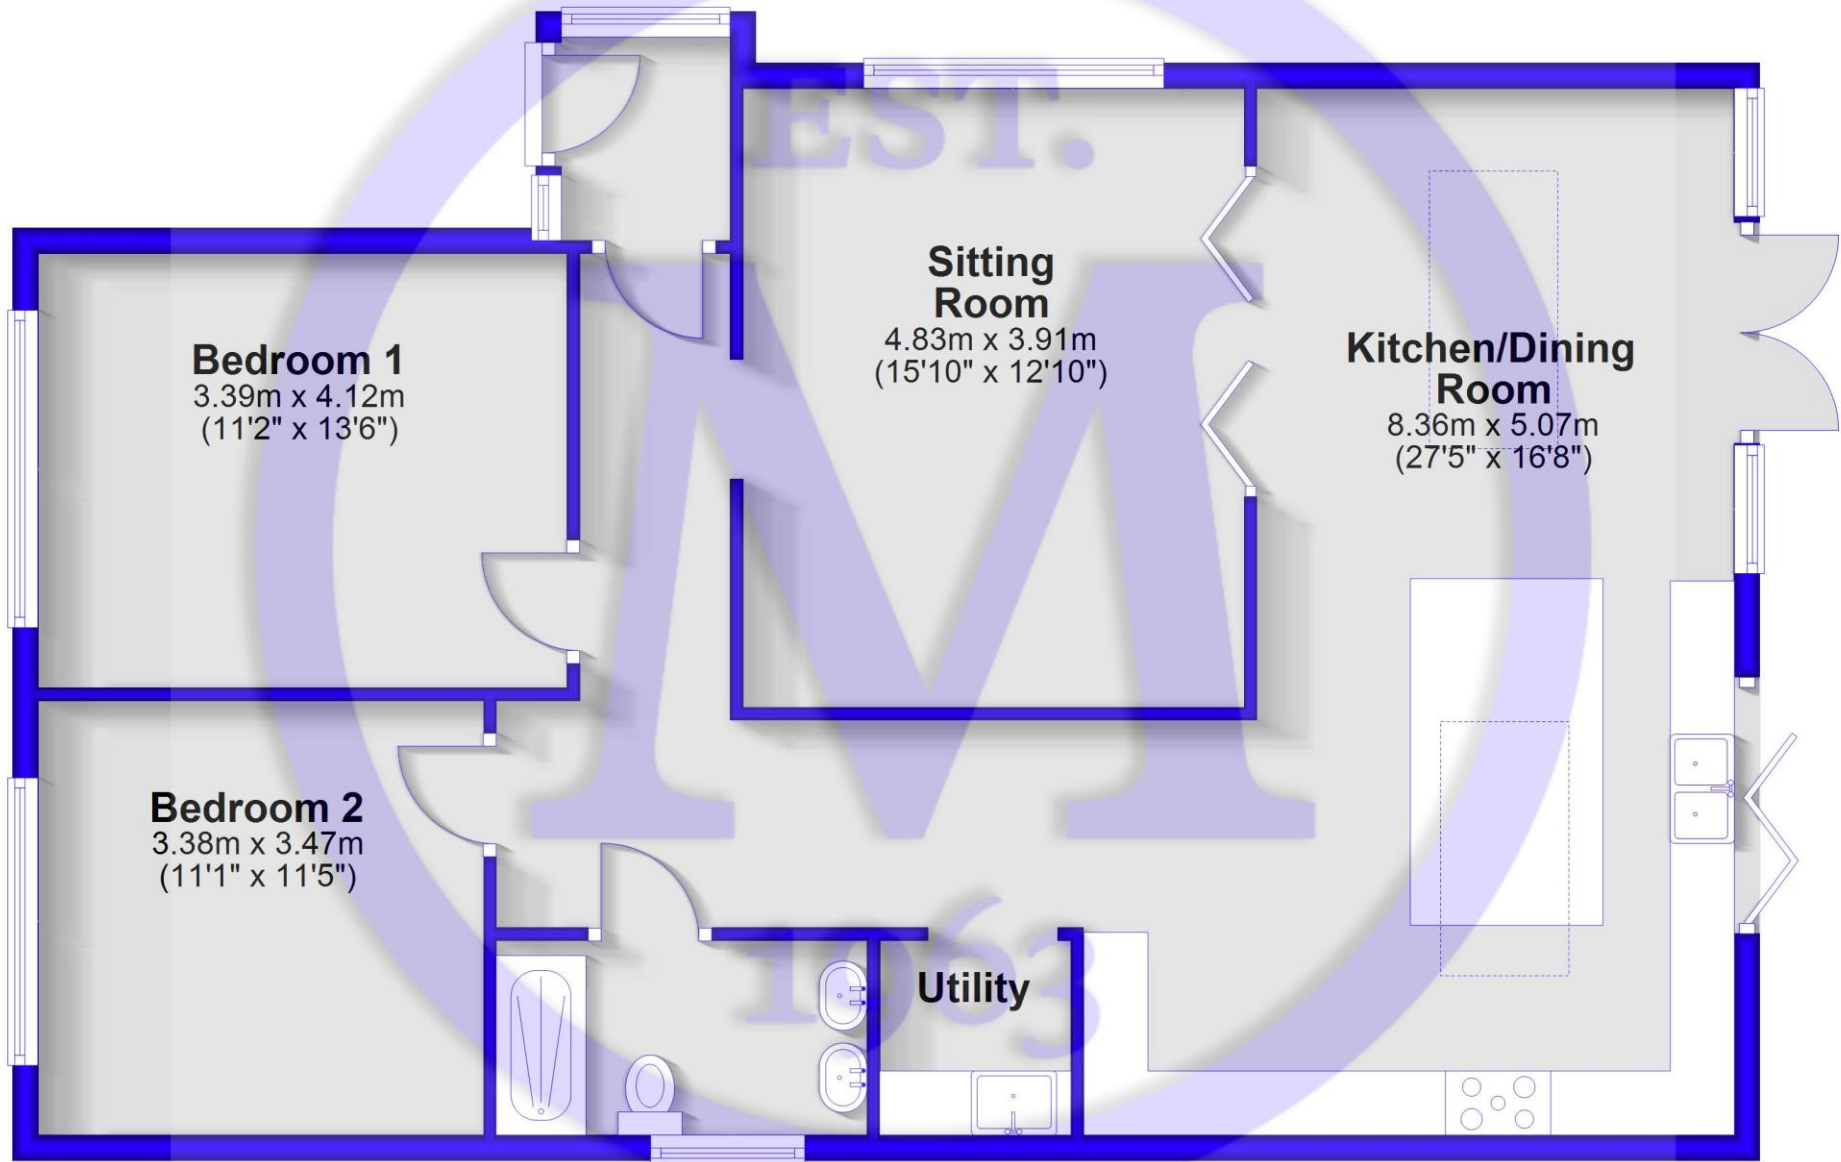 EST.
Sitting
Room
4.83m x 3.91m
(15'10" x 12'10")
Kitchen/Dining
Room
8.36m x 5.07m
(27'5" x 16'8")
Bedroom 1
3.39m x 4.12m
(11'2" x 13'6")
M
Bedroom 2
3.38m x 3.47m
(11'1" x 11'5")
1963
Utility